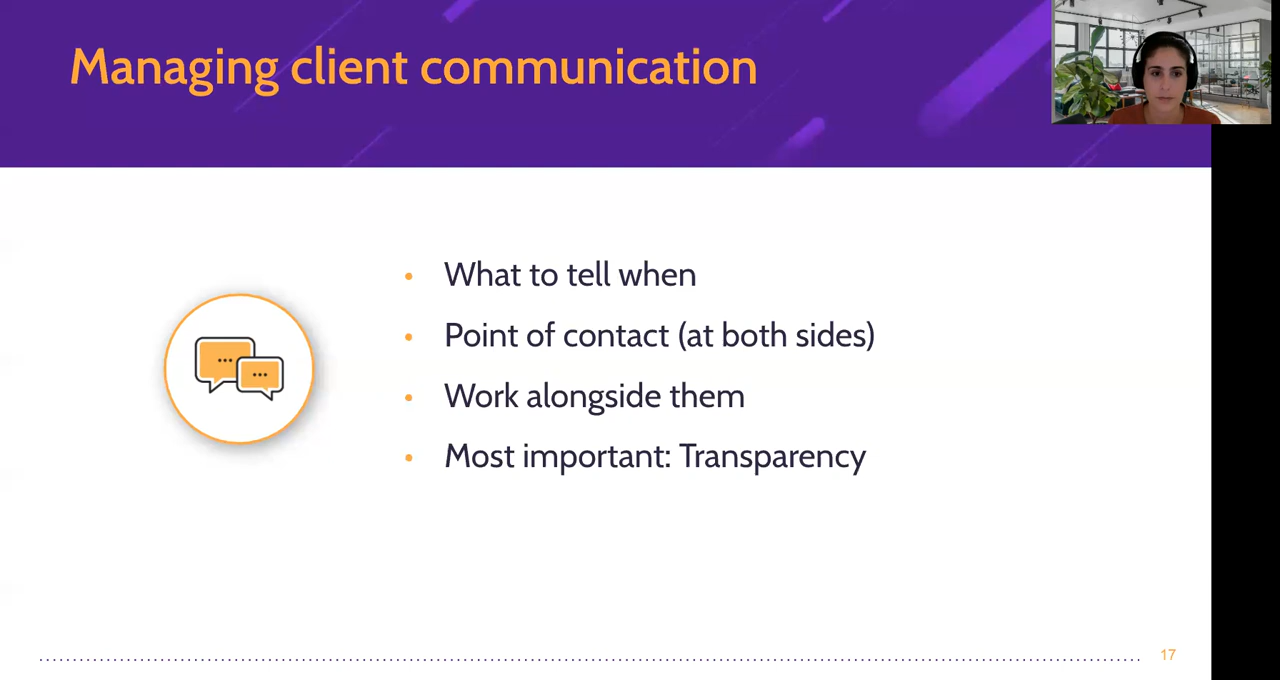 Managing client communication
What to tell when
Point of contact (at both sides)
Work alongside them
Most important: Transparency
17